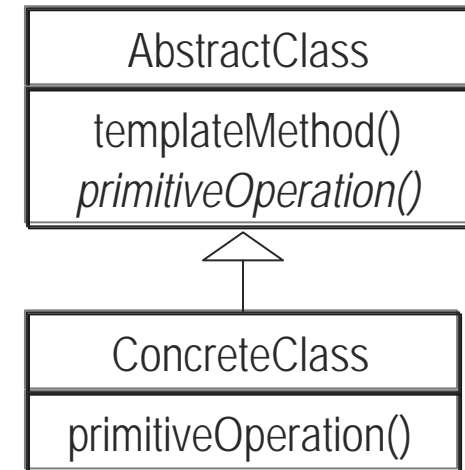 AbstractClass
templateMethod()
primitiveOperation()
ConcreteClass
primitiveOperation()